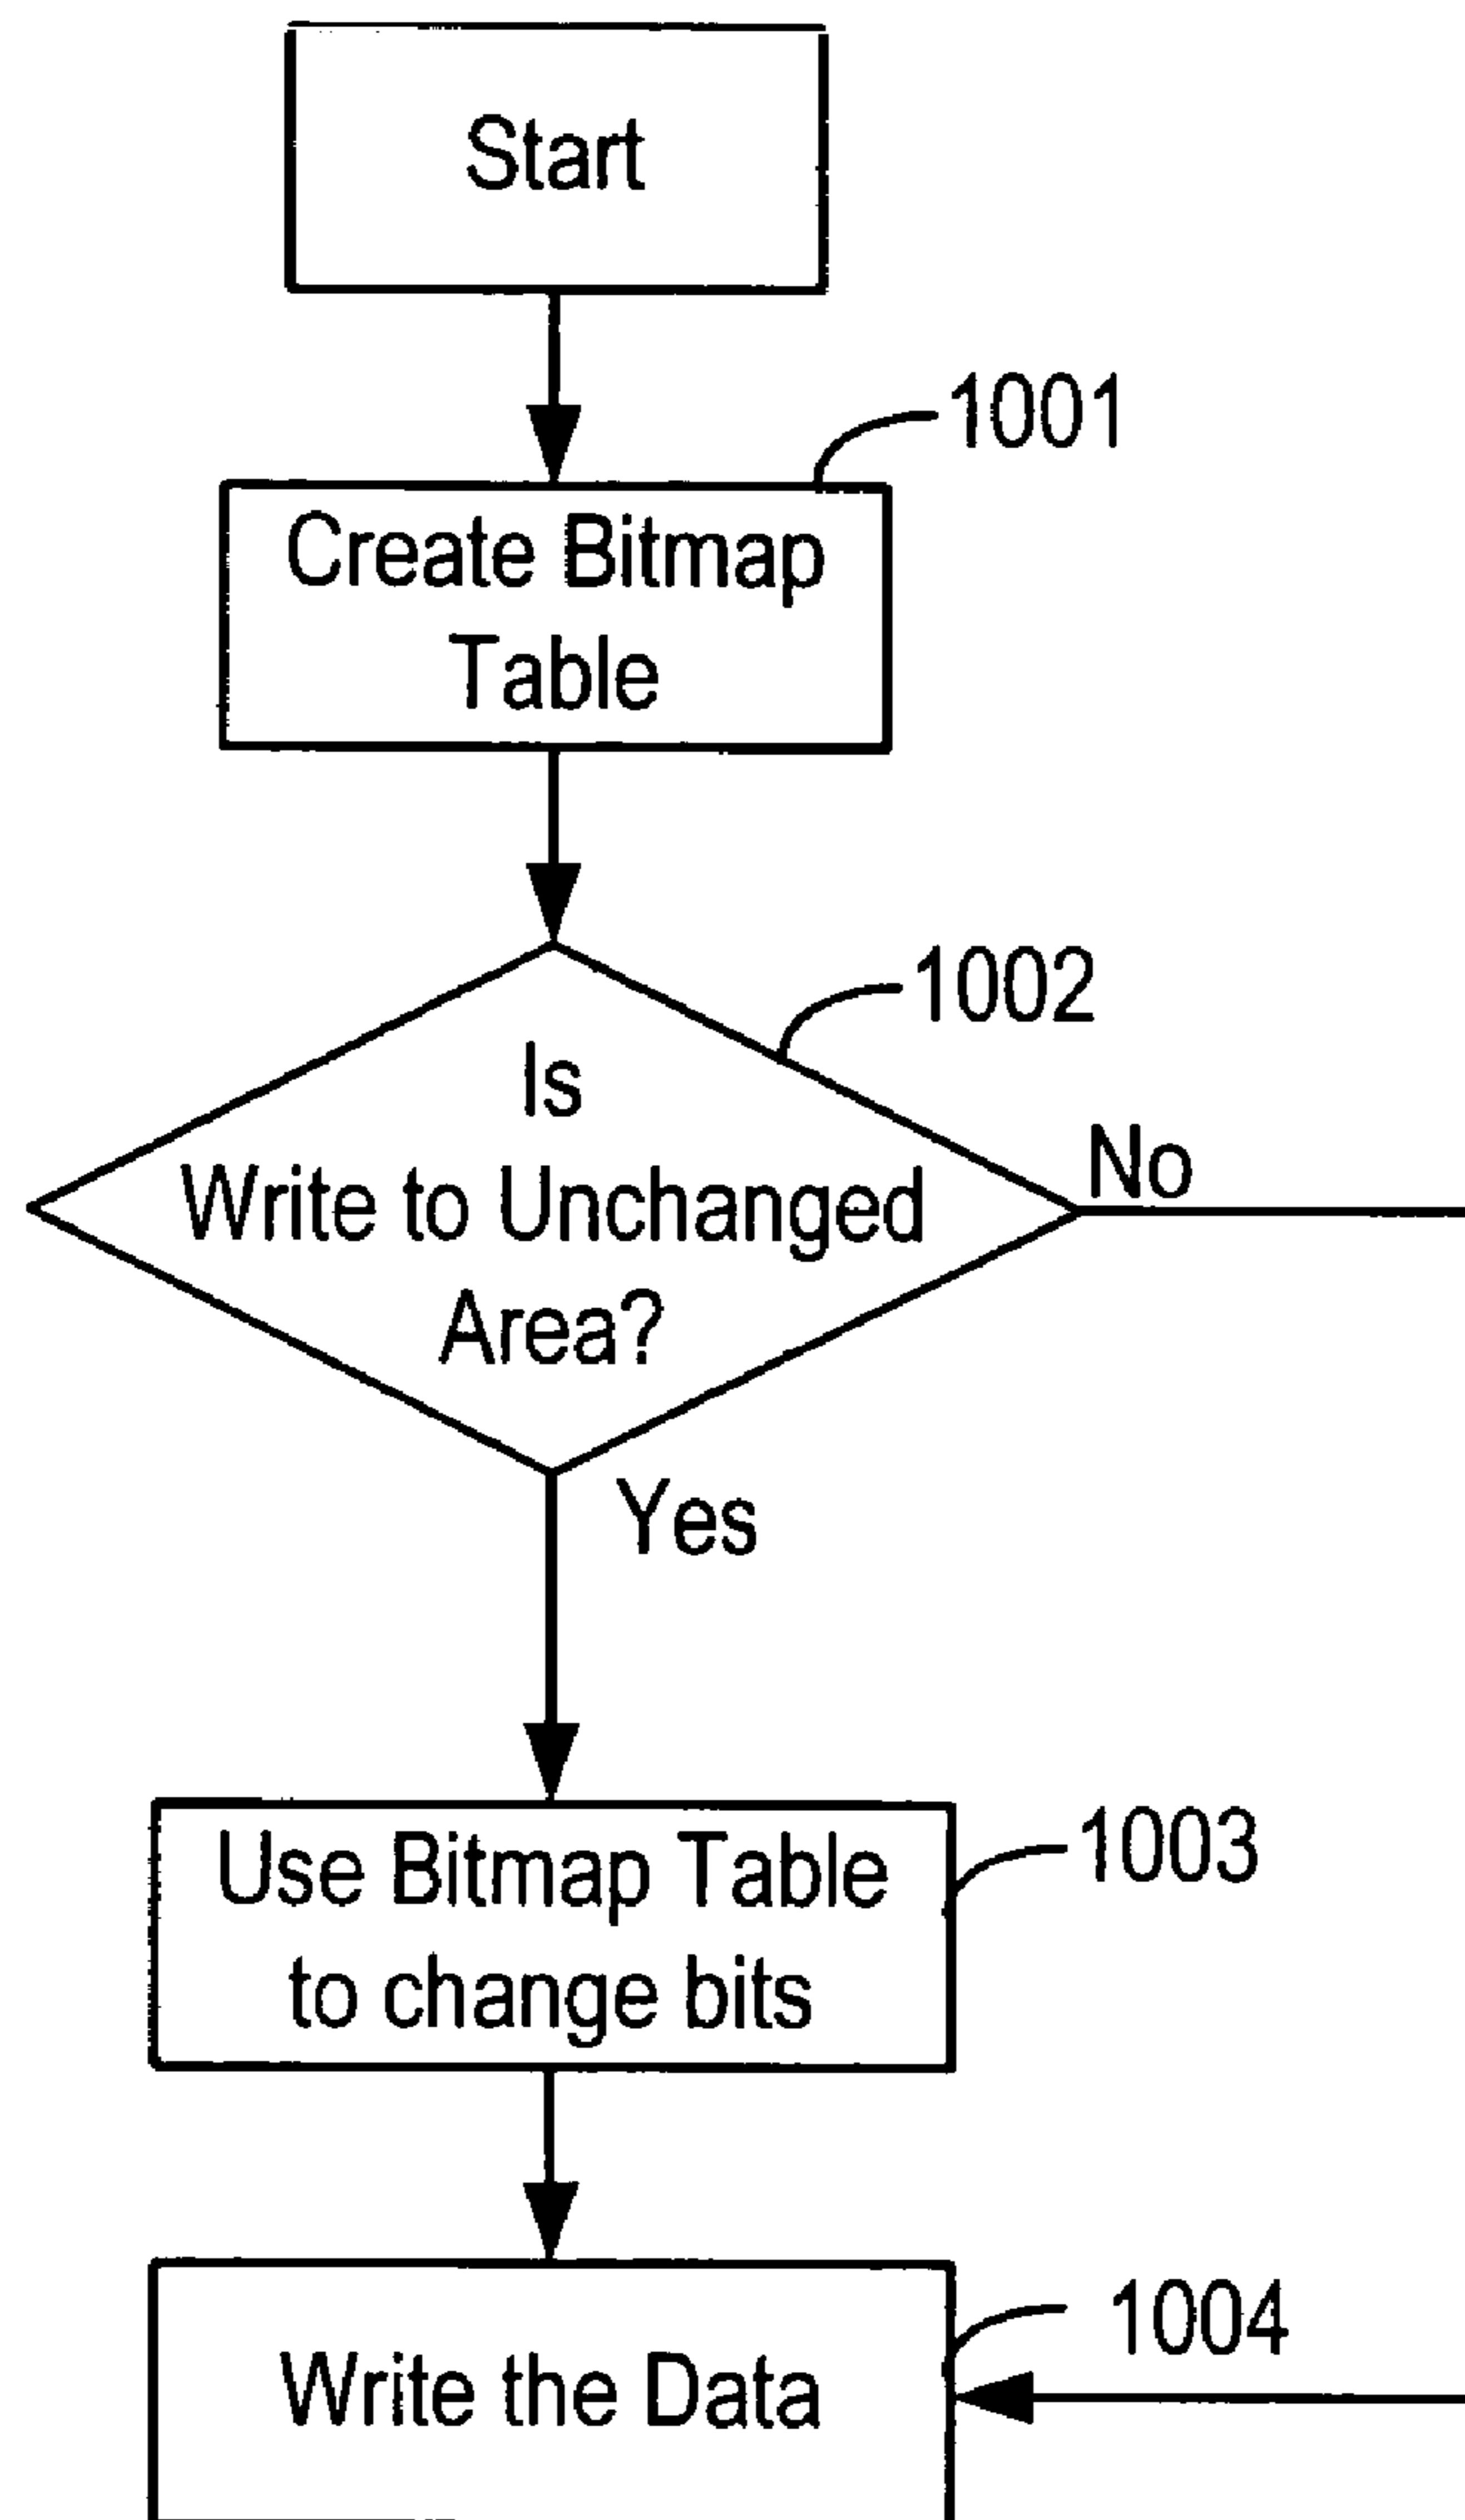 Start
1001
Create Bitmap
Table
1002
Is
Write to Unchanged
Area?
No
Yes
1003
Use Bitmap Table
to change bits
1004
Write the Data